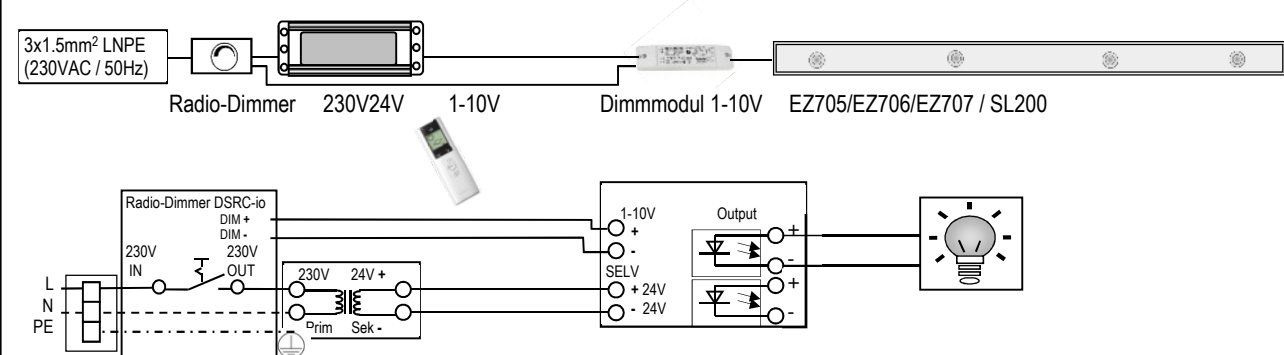 3x1.5mm² LNPE
(230VAC / 50Hz)
Radio-Dimmer 230V24V 1-10V Dimmmodul 1-10V EZ705/EZ706/EZ707 / SL200
Radio-Dimmer DSRC-io
DIM +
DIM -
230V 230V
IN OUT
L
N
PE
230V 24V +
Prim Sek -
1-10V Output
+ +
- -
SELV
+ 24V +
- 24V -